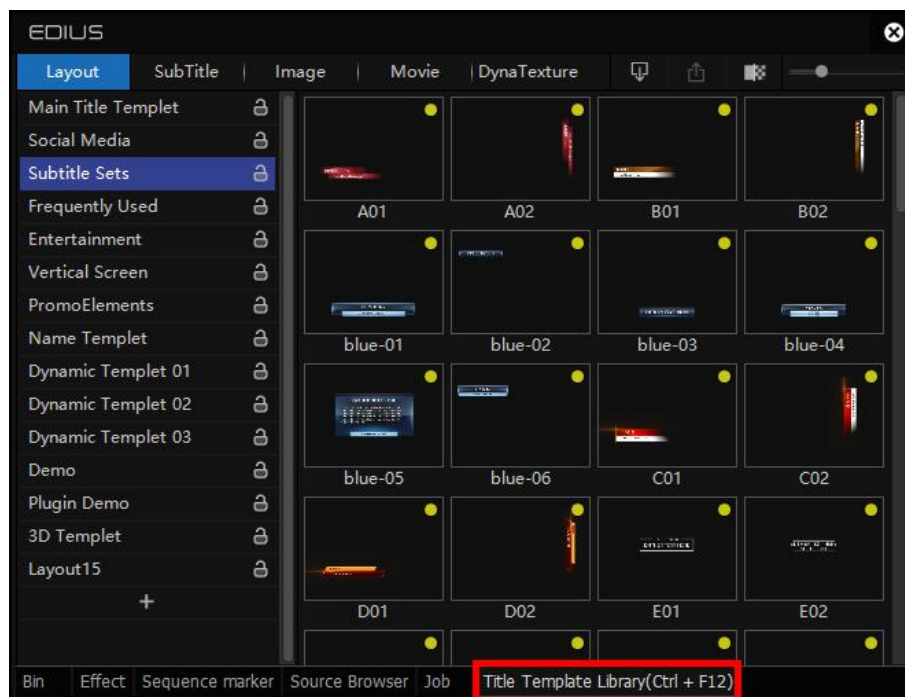 EDIUS
Layout SubTitle Image Movie DynaTexture
Main Title Templet
Social Media
Subtitle Sets
Frequently Used
Entertainment
Vertical Screen
PromoElements
Name Templet
Dynamic Templet 01
Dynamic Templet 02
Dynamic Templet 03
Demo
Plugin Demo
3D Templet
Layout15
+
A01 A02 B01 B02
blue-01 blue-02 blue-03 blue-04
blue-05 blue-06 C01 C02
D01 D02 E01 E02
Bin Effect Sequence marker Source Browser Job Title Template Library(Ctrl + F12)